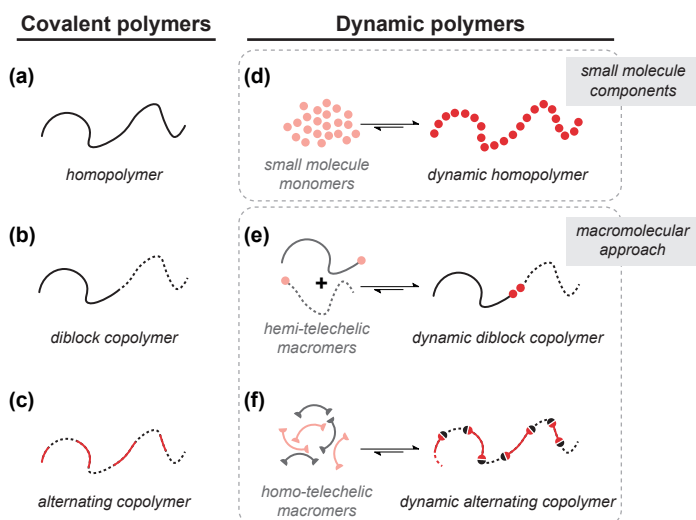 Covalent polymers
Dynamic polymers
(a)
homopolymer
(d)
small molecule
components
small molecule
monomers
dynamic homopolymer
(b)
diblock copolymer
(e)
macromolecular
approach
+
hemi-telechelic
macromers
dynamic diblock copolymer
(c)
alternating copolymer
(f)
homo-telechelic
macromers
dynamic alternating copolymer